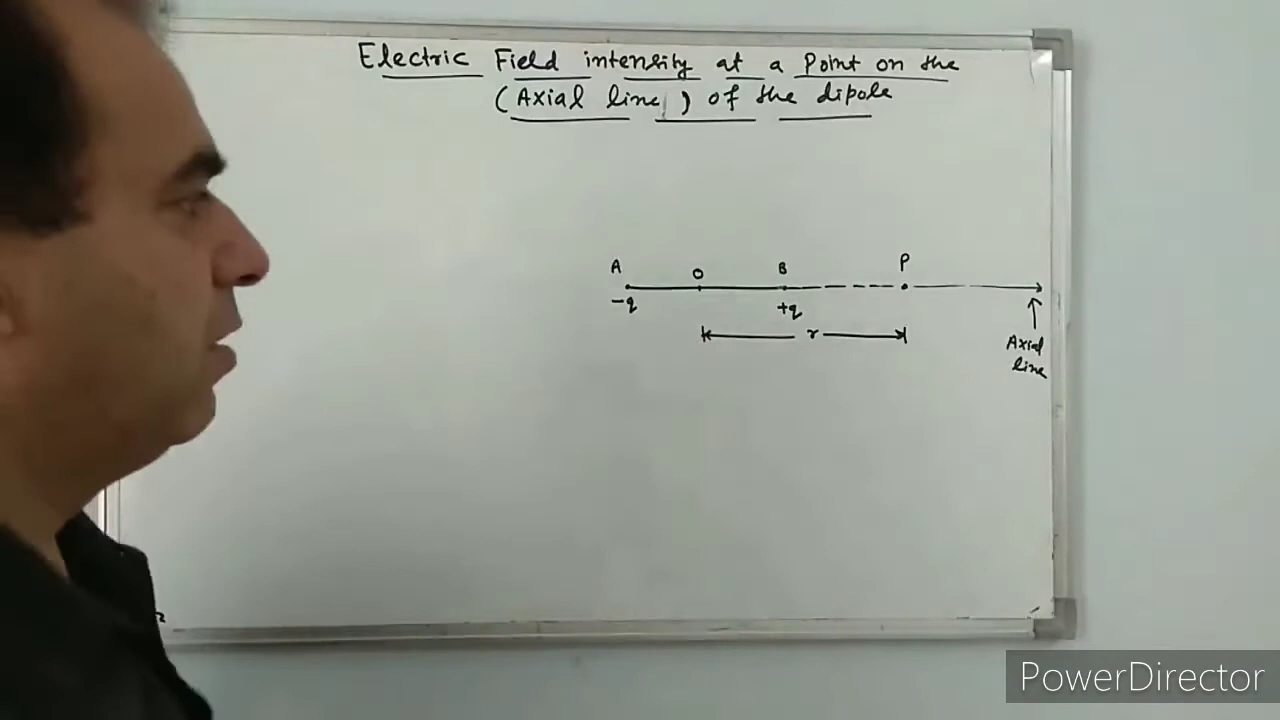 Electric Field intensity at a Point on the
(Axial line) of the dipole
A O B P
-q +q
r
Axial
line
PowerDirector